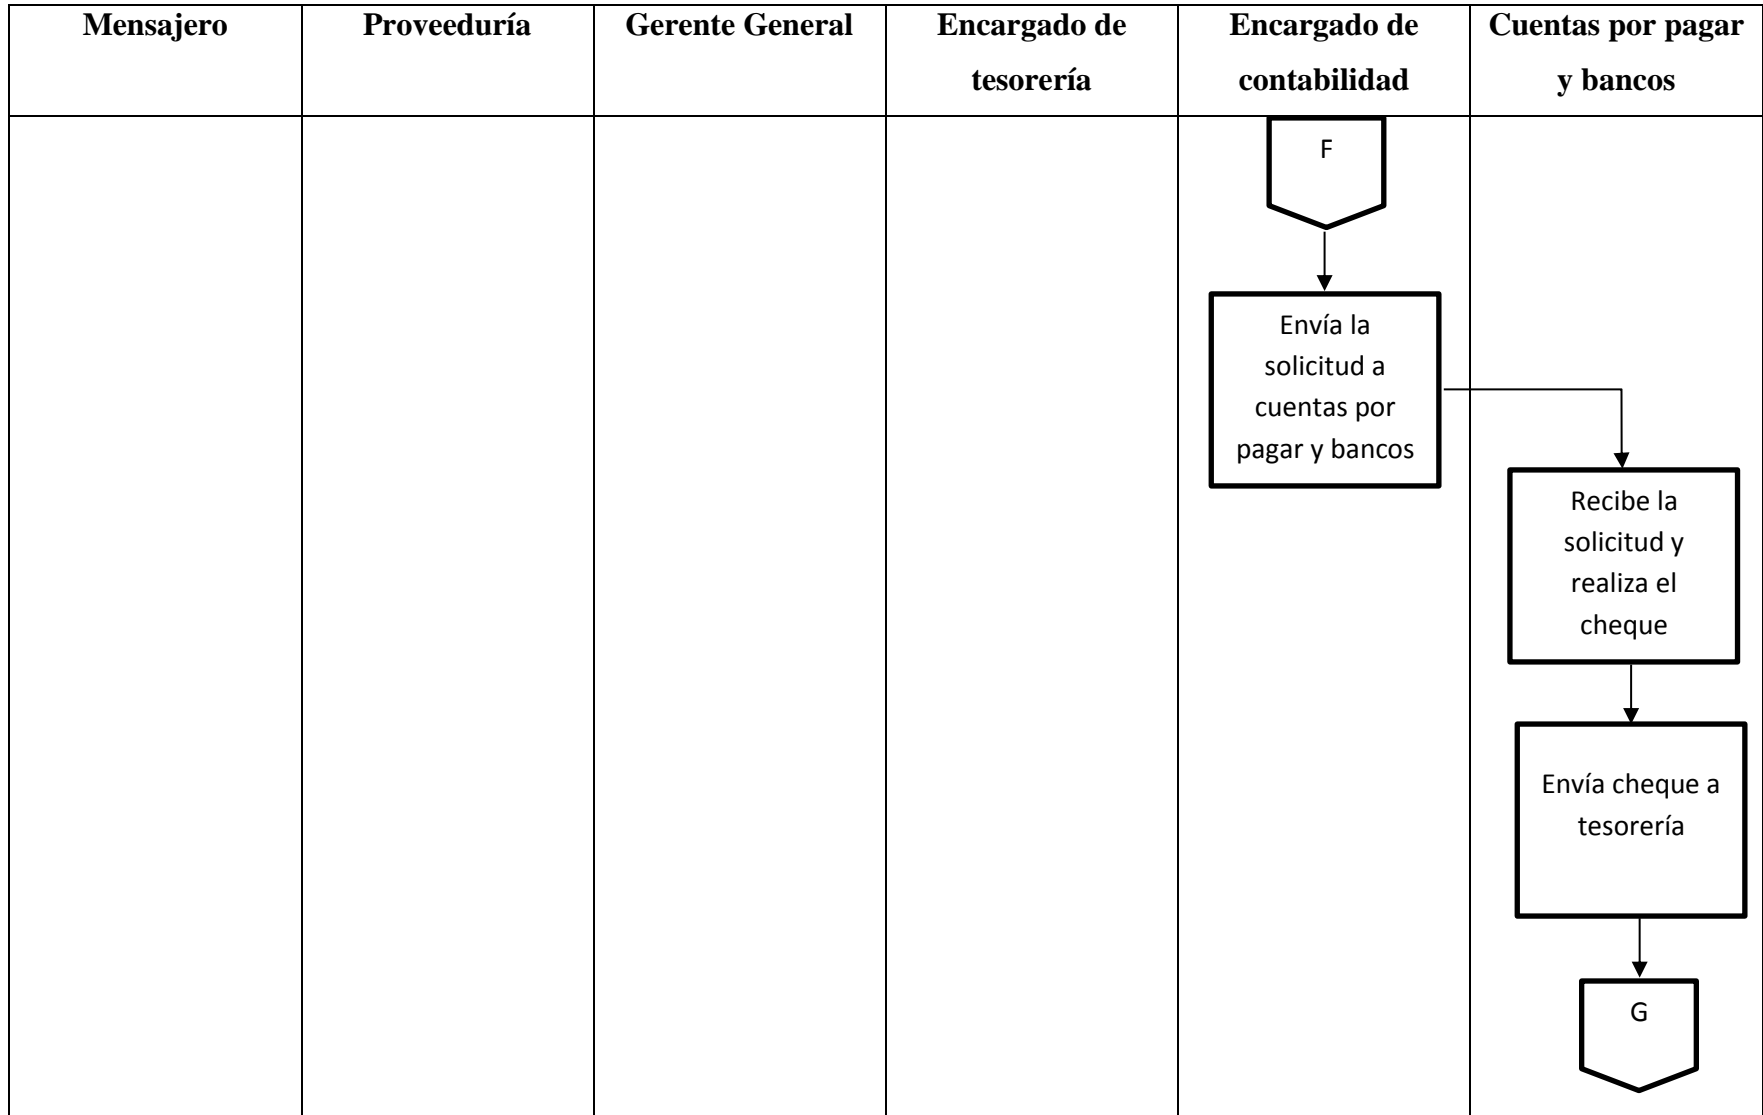 Mensajero
Proveeduría
Gerente General
Encargado de
tesorería
Encargado de
contabilidad
Cuentas por pagar
y bancos
F
Envía la
solicitud a
cuentas por
pagar y bancos
Recibe la
solicitud y
realiza el
cheque
Envía cheque a
tesorería
G